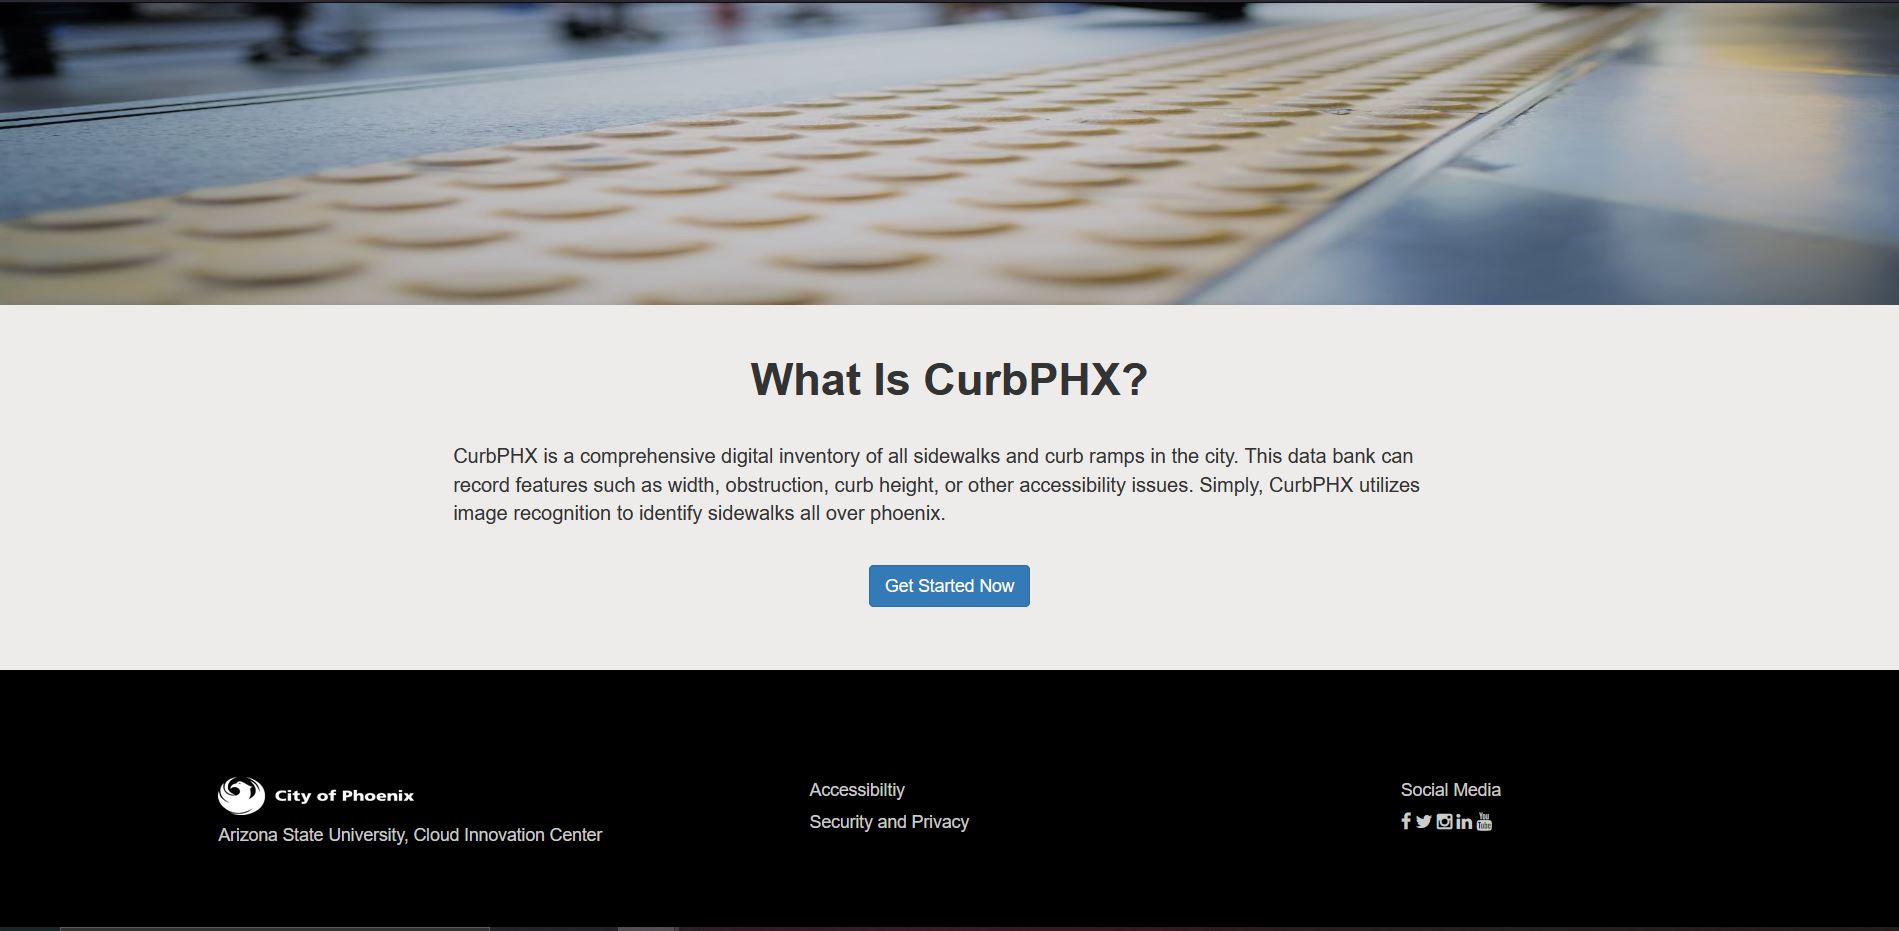 What Is CurbPHX?
CurbPHX is a comprehensive digital inventory of all sidewalks and curb ramps in the city. This data bank can
record features such as width, obstruction, curb height, or other accessibility issues. Simply, CurbPHX utilizes
image recognition to identify sidewalks all over phoenix.
Get Started Now
City of Phoenix
Arizona State University, Cloud Innovation Center
Accessibiltiy
Security and Privacy
Social Media
You
Tube